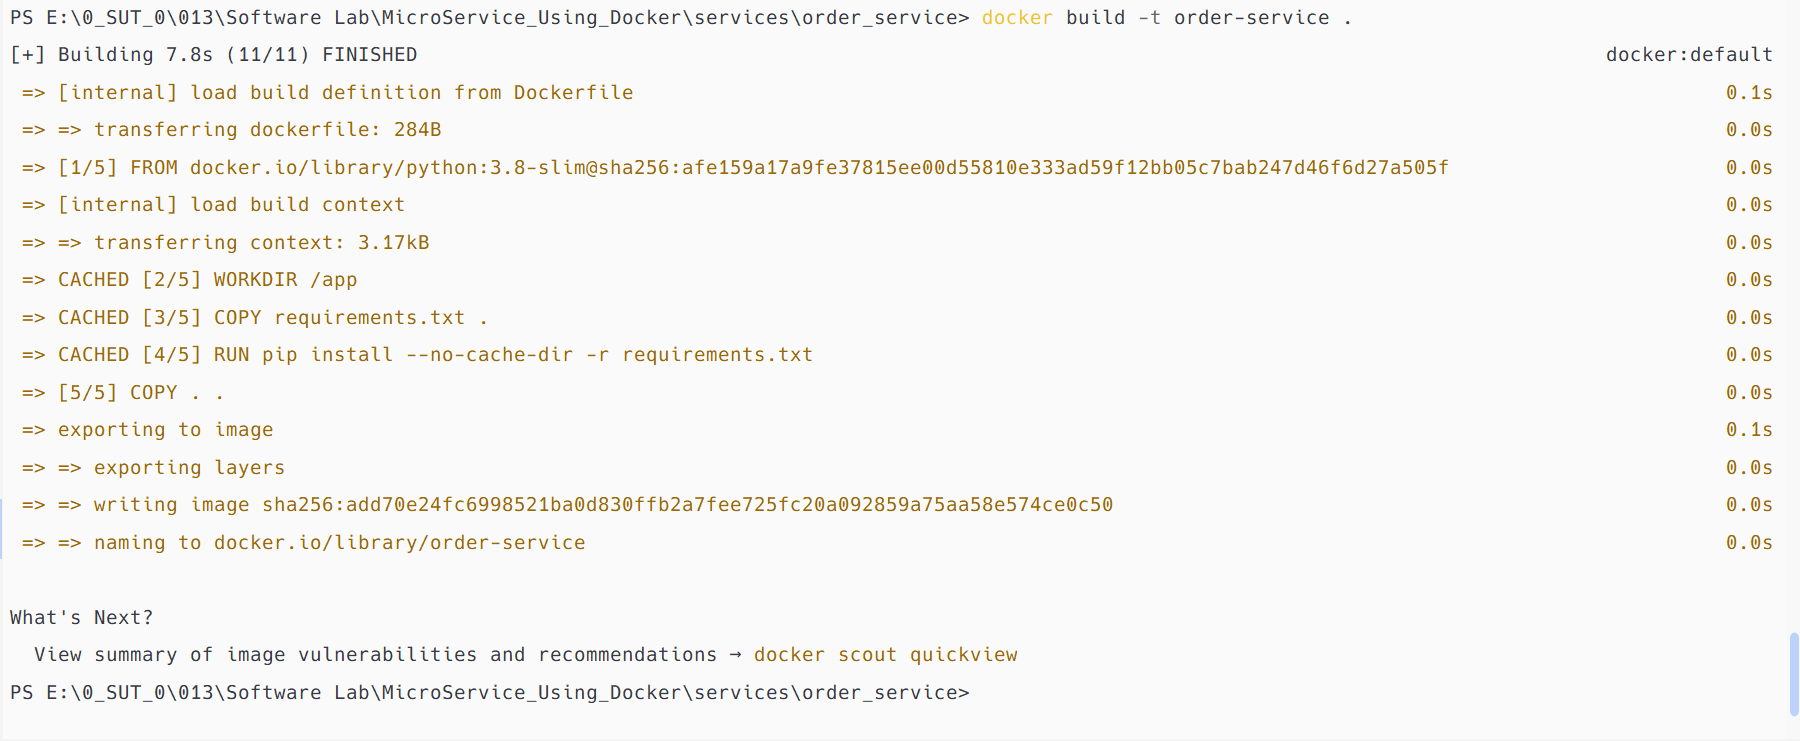 PS E:\0_SUT_0\013\Software Lab\MicroService_Using_Docker\services\order_service> docker build -t order-service .
[+] Building 7.8s (11/11) FINISHED docker:default
=> [internal] load build definition from Dockerfile 0.1s
=> => transferring dockerfile: 284B 0.0s
=> [1/5] FROM docker.io/library/python:3.8-slim@sha256:afe159a17a9fe37815ee00d55810e333ad59f12bb05c7bab247d46f6d27a505f 0.0s
=> [internal] load build context 0.0s
=> => transferring context: 3.17kB 0.0s
=> CACHED [2/5] WORKDIR /app 0.0s
=> CACHED [3/5] COPY requirements.txt . 0.0s
=> CACHED [4/5] RUN pip install --no-cache-dir -r requirements.txt 0.0s
=> [5/5] COPY . . 0.0s
=> exporting to image 0.1s
=> => exporting layers 0.0s
=> => writing image sha256:add70e24fc6998521ba0d830ffb2a7fee725fc20a092859a75aa58e574ce0c50 0.0s
=> => naming to docker.io/library/order-service 0.0s
What's Next?
View summary of image vulnerabilities and recommendations → docker scout quickview
PS E:\0_SUT_0\013\Software Lab\MicroService_Using_Docker\services\order_service>